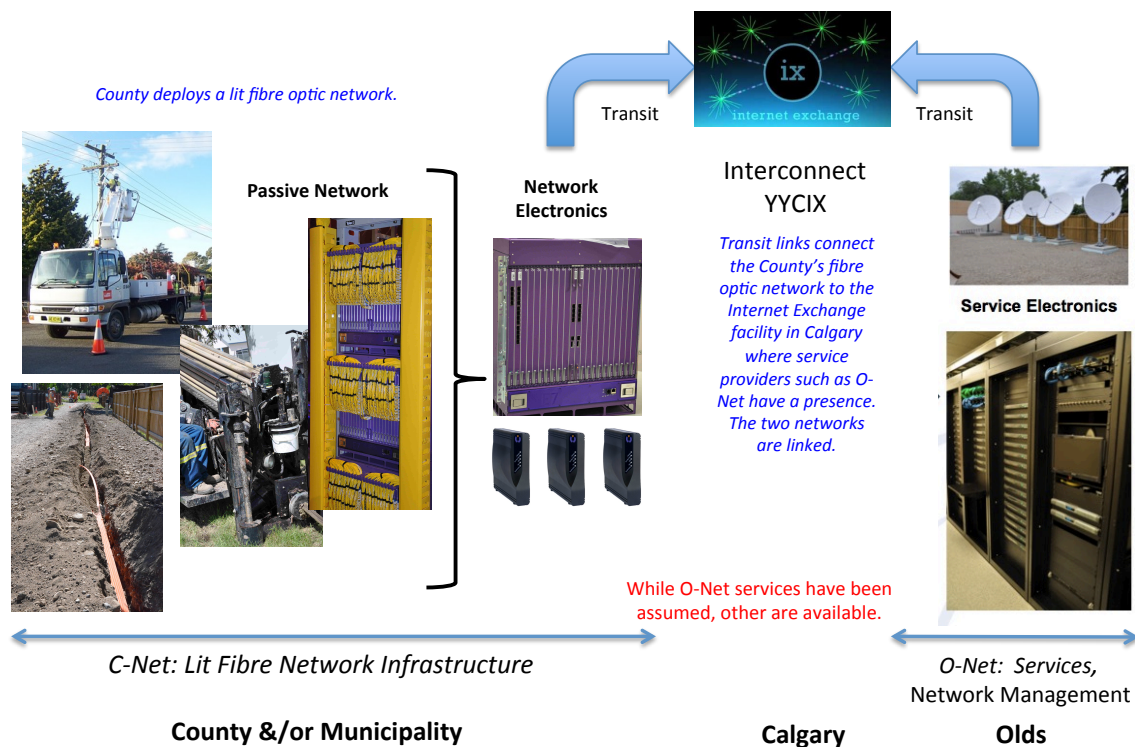 County deploys a lit fibre optic network.
Passive Network
Network
Electronics
Transit
ix
internet exchange
Transit
Interconnect
YYCIX
Transit links connect
the County's fibre
optic network to the
Internet Exchange
facility in Calgary
where service
providers such as O-
Net have a presence.
The two networks
are linked.
Service Electronics
While O-Net services have been
assumed, other are available.
C-Net: Lit Fibre Network Infrastructure
O-Net: Services,
Network Management
County &/or Municipality
Calgary
Olds